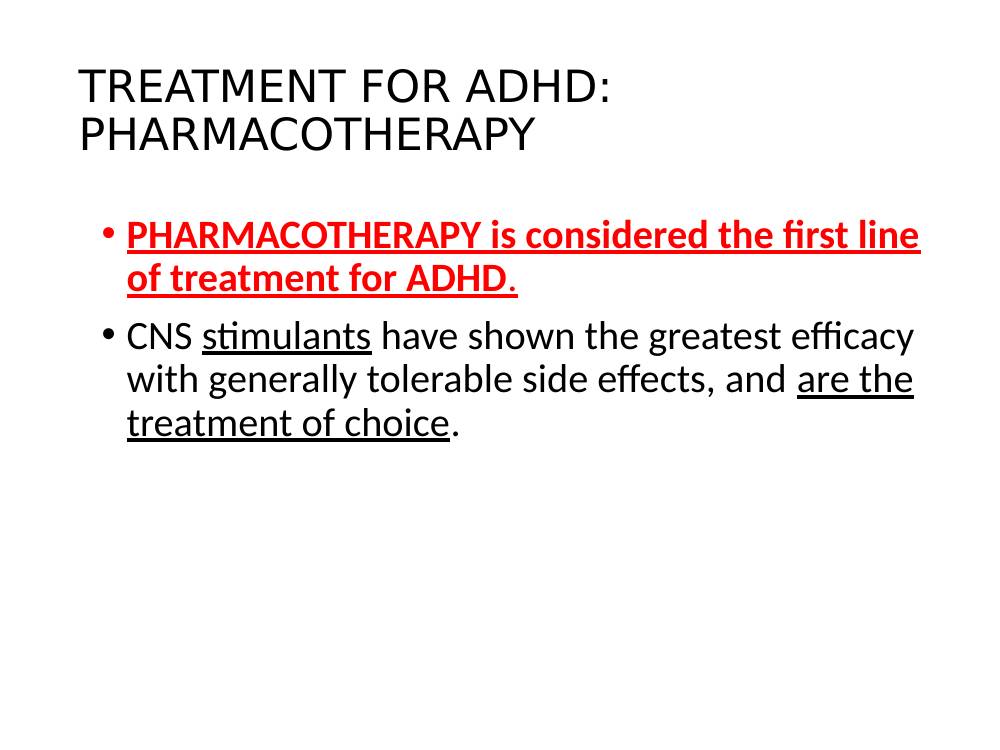 TREATMENT FOR ADHD:
PHARMACOTHERAPY
• PHARMACOTHERAPY is considered the first line
of treatment for ADHD.
• CNS stimulants have shown the greatest efficacy
with generally tolerable side effects, and are the
treatment of choice.